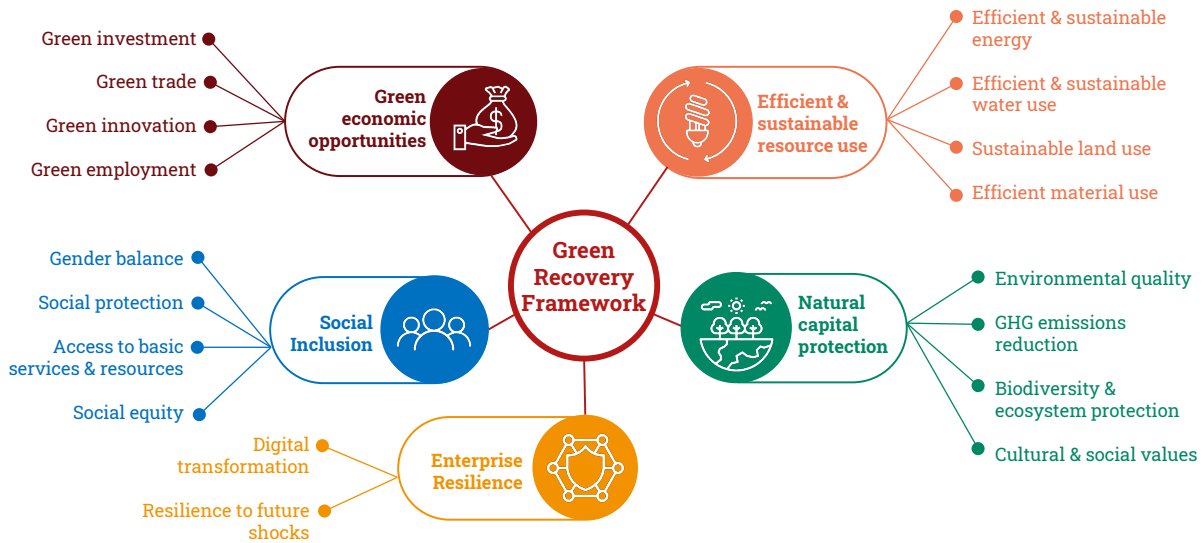 Green investment
Green trade
Green innovation
Green employment
Green
economic
opportunities
$
Efficient &
sustainable
resource use
Efficient & sustainable
energy
Efficient & sustainable
water use
Sustainable land use
Efficient material use
Green
Recovery
Framework
Gender balance
Social protection
Access to basic
services & resources
Social equity
Social
Inclusion
Natural
capital
protection
Environmental quality
GHG emissions
reduction
Biodiversity &
ecosystem protection
Cultural & social values
Digital
transformation
Resilience to future
shocks
Enterprise
Resilience